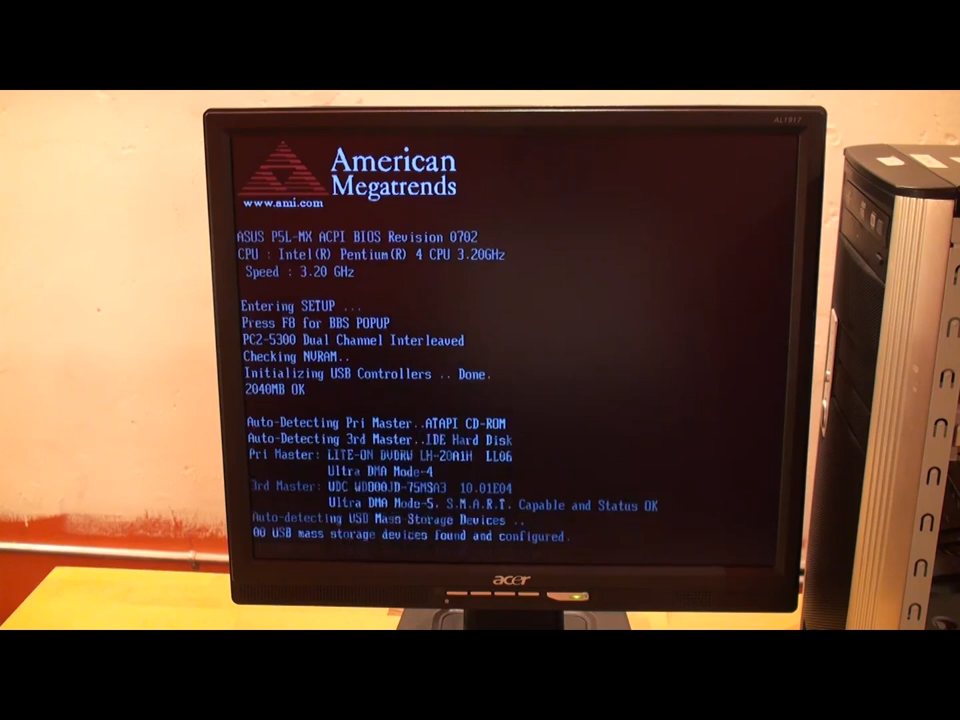 AL1917
American
Megatrends
www.ami.com
ASUS P5L-MX ACPI BIOS Revision 0702
CPU : Intel(R) Pentium(R) 4 CPU 3.20GHz
Speed : 3.20 GHz
Entering SETUP ...
Press F8 for BBS POPUP
PC2-5300 Dual Channel Interleaved
Checking NVRAM..
Initializing USB Controllers .. Done.
2040MB OK
Auto-Detecting Pri Master..ATAPI CD-ROM
Auto-Detecting 3rd Master..IDE Hard Disk
Pri Master: LITE-ON DVDRW LH-20A1H LL06
Ultra DMA Mode-4
3rd Master: WDC WD800JD-75MSA3 10.01E04
Ultra DMA Mode-5, S.M.A.R.T. Capable and Status OK
Auto-detecting USB Mass Storage Devices ..
00 USB mass storage devices found and configured.
acer